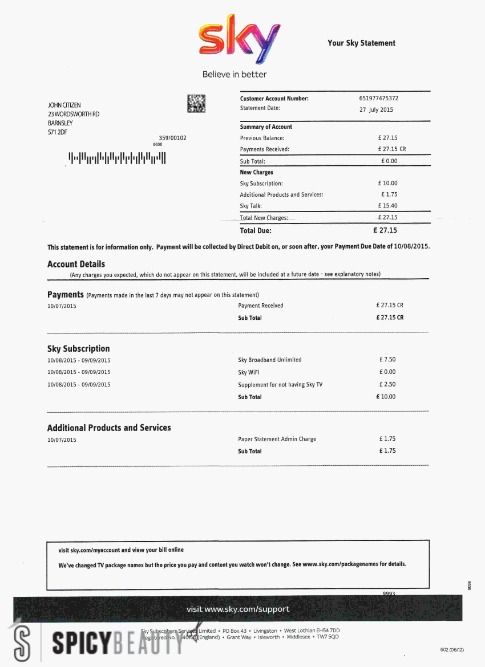 sky
Believe in better
Your Sky Statement
JOHN CITIZEN
23 WORDSWORTH RD
BARNSLEY
S71 2DF
359/00102
Customer Account Number: 651977675372
Statement Date: 27 July 2015
Summary of Account
Previous Balance: £ 27.15
Payments Received: £ 27.15 CR
Sub Total: £ 0.00
New Charges
Sky Subscription: £ 10.00
Additional Products and Services: £ 1.75
Sky Talk: £ 15.40
Total New Charges: £ 27.15
Total Due: £ 27.15
This statement is for information only. Payment will be collected by Direct Debit on, or soon after, your Payment Due Date of 10/08/2015.
Account Details
(Any charges you expected, which do not appear on this statement, will be included at a future date - see explanatory notes)
Payments (Payments made in the last 7 days may not appear on this statement)
10/07/2015 Payment Received £ 27.15 CR
Sub Total £ 27.15 CR
Sky Subscription
10/08/2015 - 09/09/2015 Sky Broadband Unlimited £ 7.50
10/08/2015 - 09/09/2015 Sky WiFi £ 0.00
10/08/2015 - 09/09/2015 Supplement for not having Sky TV £ 2.50
Sub Total £ 10.00
Additional Products and Services
10/07/2015 Paper Statement Admin Charge £ 1.75
Sub Total £ 1.75
visit sky.com/myaccount and view your bill online
We've changed TV package names but the price you pay and content you watch won't change. See www.sky.com/packagenames for details.
visit www.sky.com/support
Sky Subscribers Services Limited • PO Box 43 • Livingston • West Lothian EH54 7DD
(England) • Grant Way • Isleworth • Middlesex • TW7 5QD
SPICYBEAUTY